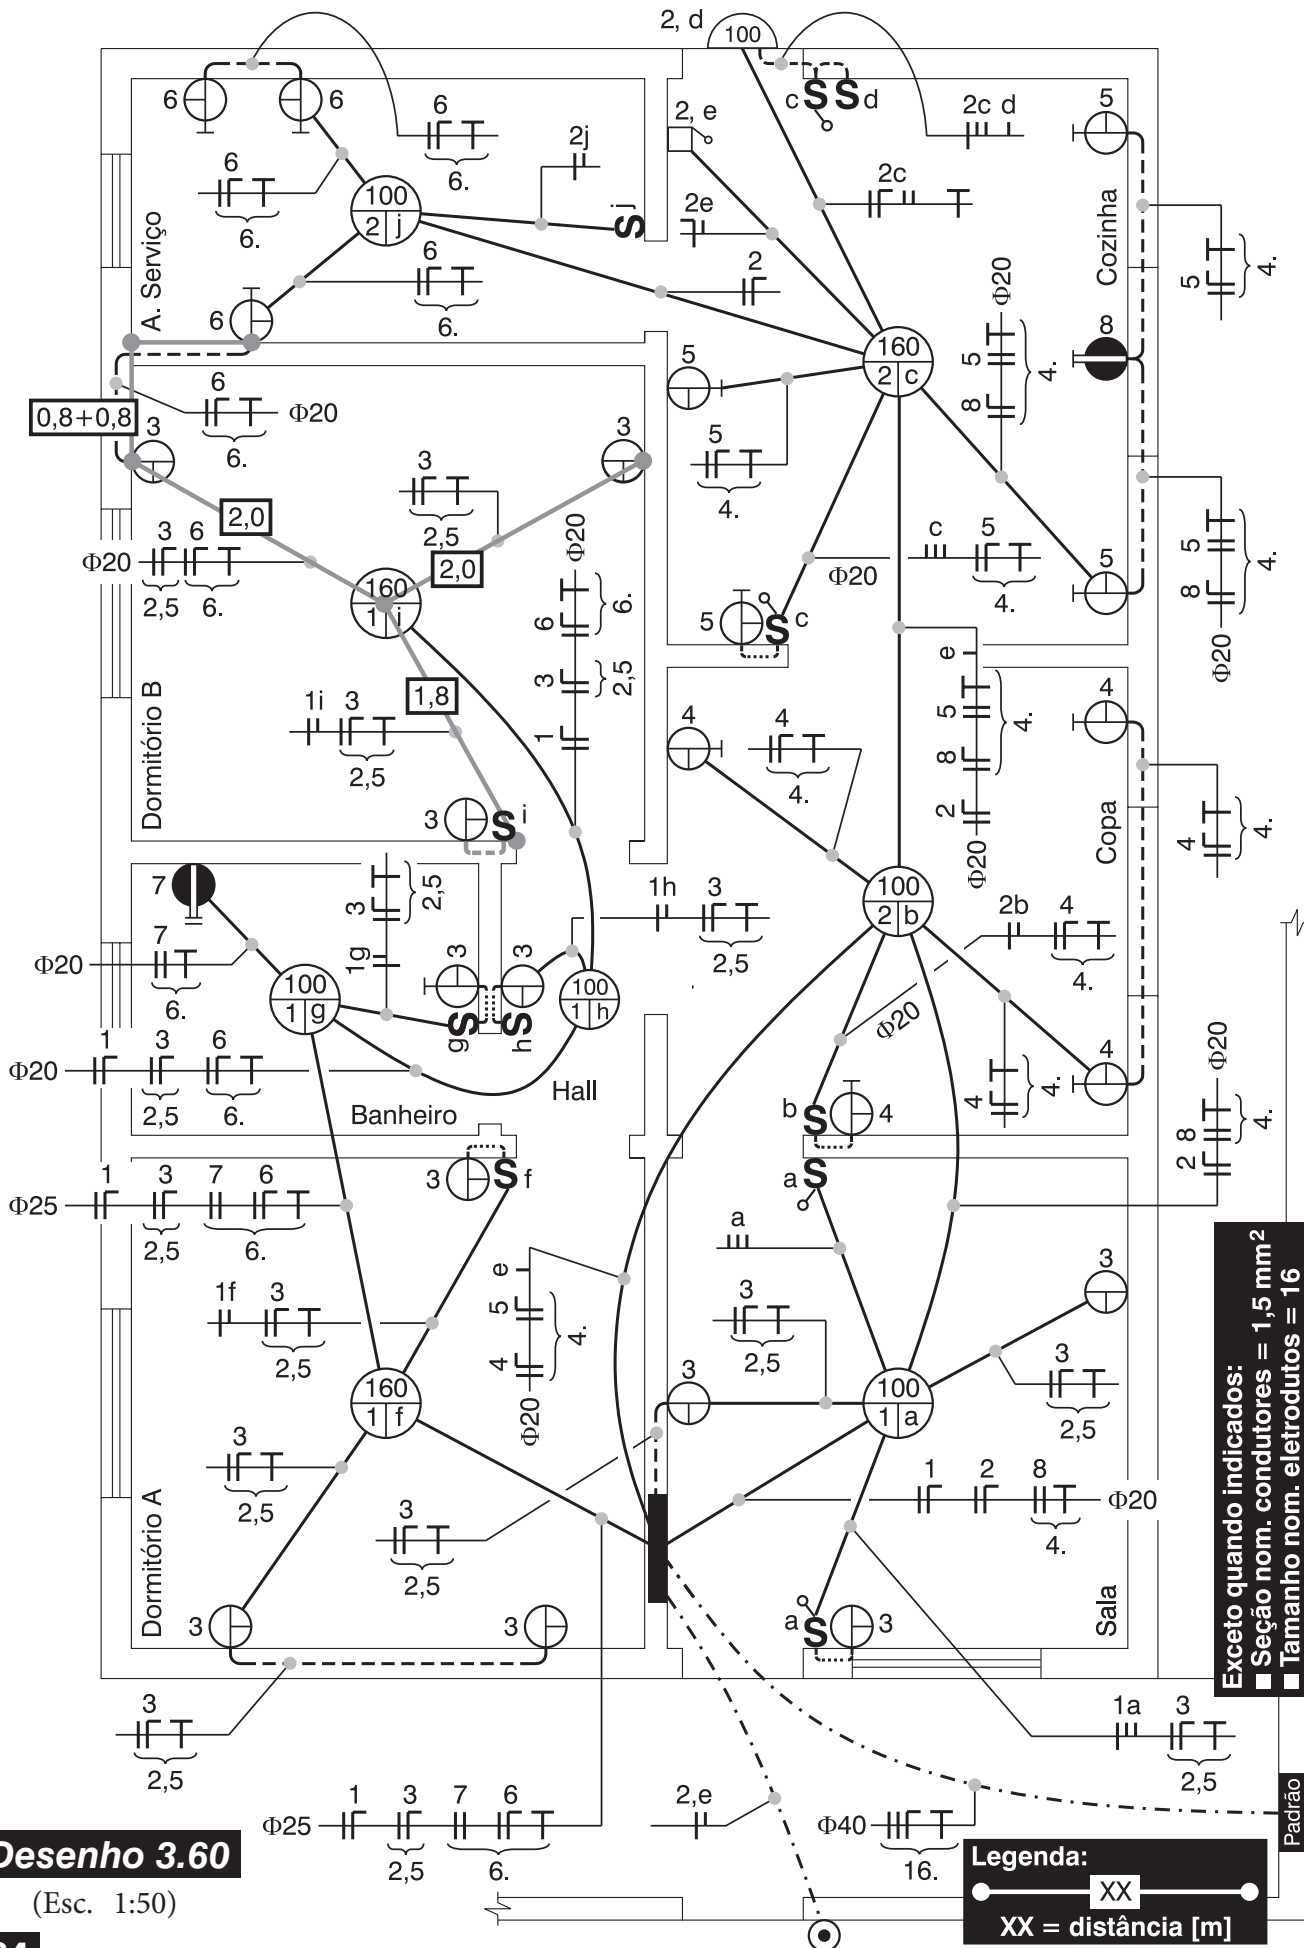 2, d
100
6
6
6
6.
2j
c S S d
2c d
5
2, e
6
6.
100
2 j
S j
2c
2e
Cozinha
A. Serviço
6
6.
2
Φ20
5
8
4.
5
4.
6
160
2 c
8
5
6
6.
Φ20
0,8+0,8
3
3
5
4.
3
2,5
2,0
2,0
Φ20
3 6
2,5 6.
160
1 i
Φ20
6
6.
3
2,5
1
Φ20
c
5
4.
5
5
8
4.
Φ20
5 S c
e
5
8
4.
2
Φ20
1,8
1i 3
2,5
Dormitório B
4
4
4.
4
Copa
4
4.
3 S i
7
3
2,5
1g
7
6.
Φ20
1h 3
2,5
100
2 b
2b 4
4.
3
3
100
1 g
100
1 h
S g
S h
Φ20
4
4.
4
Φ20
1 3 6
2,5 6.
Hall
Banheiro
b S 4
Φ20
8
4.
2
3 S f
a S
Φ25
1 3 7 6
2,5 6.
a
e
5
4
4.
Φ20
3
1f 3
2,5
3
2,5
160
1 f
3
100
1 a
3
2,5
3
2,5
1 2 8
4.
Φ20
3
2,5
Dormitório A
3
3
a S 3
Sala
Exceto quando indicados:
■ Seção nom. condutores = 1,5 mm²
■ Tamanho nom. eletrodutos = 16
3
2,5
1a 3
2,5
Padrão
Φ25
1 3 7 6
2,5 6.
2,e
Φ40
16.
Desenho 3.60
(Esc. 1:50)
Legenda:
XX
XX = distância [m]